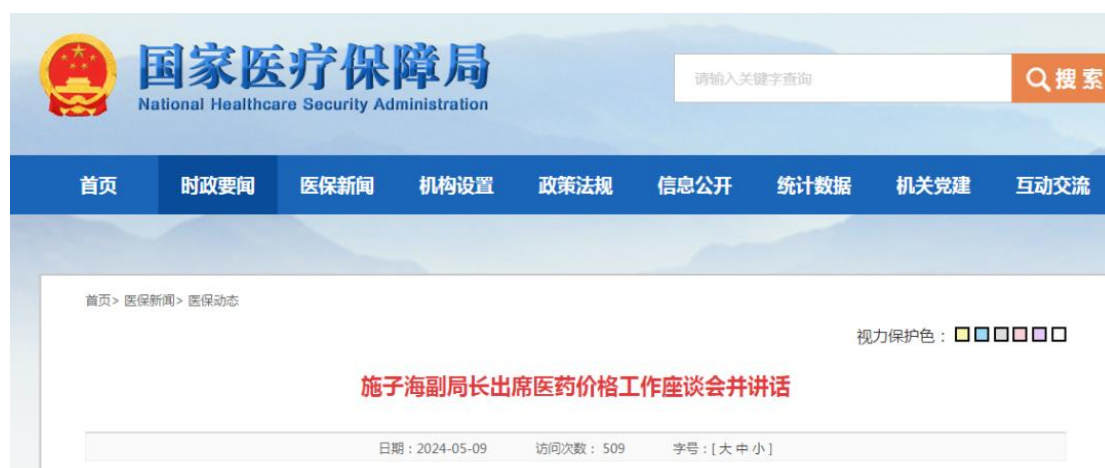 国家医疗保障局
National Healthcare Security Administration
请输入关键字查询
搜索
首页 时政要闻 医保新闻 机构设置 政策法规 信息公开 统计数据 机关党建 互动交流
首页> 医保新闻> 医保动态
视力保护色：
施子海副局长出席医药价格工作座谈会并讲话
日期：2024-05-09 访问次数： 509 字号：[ 大 中 小 ]